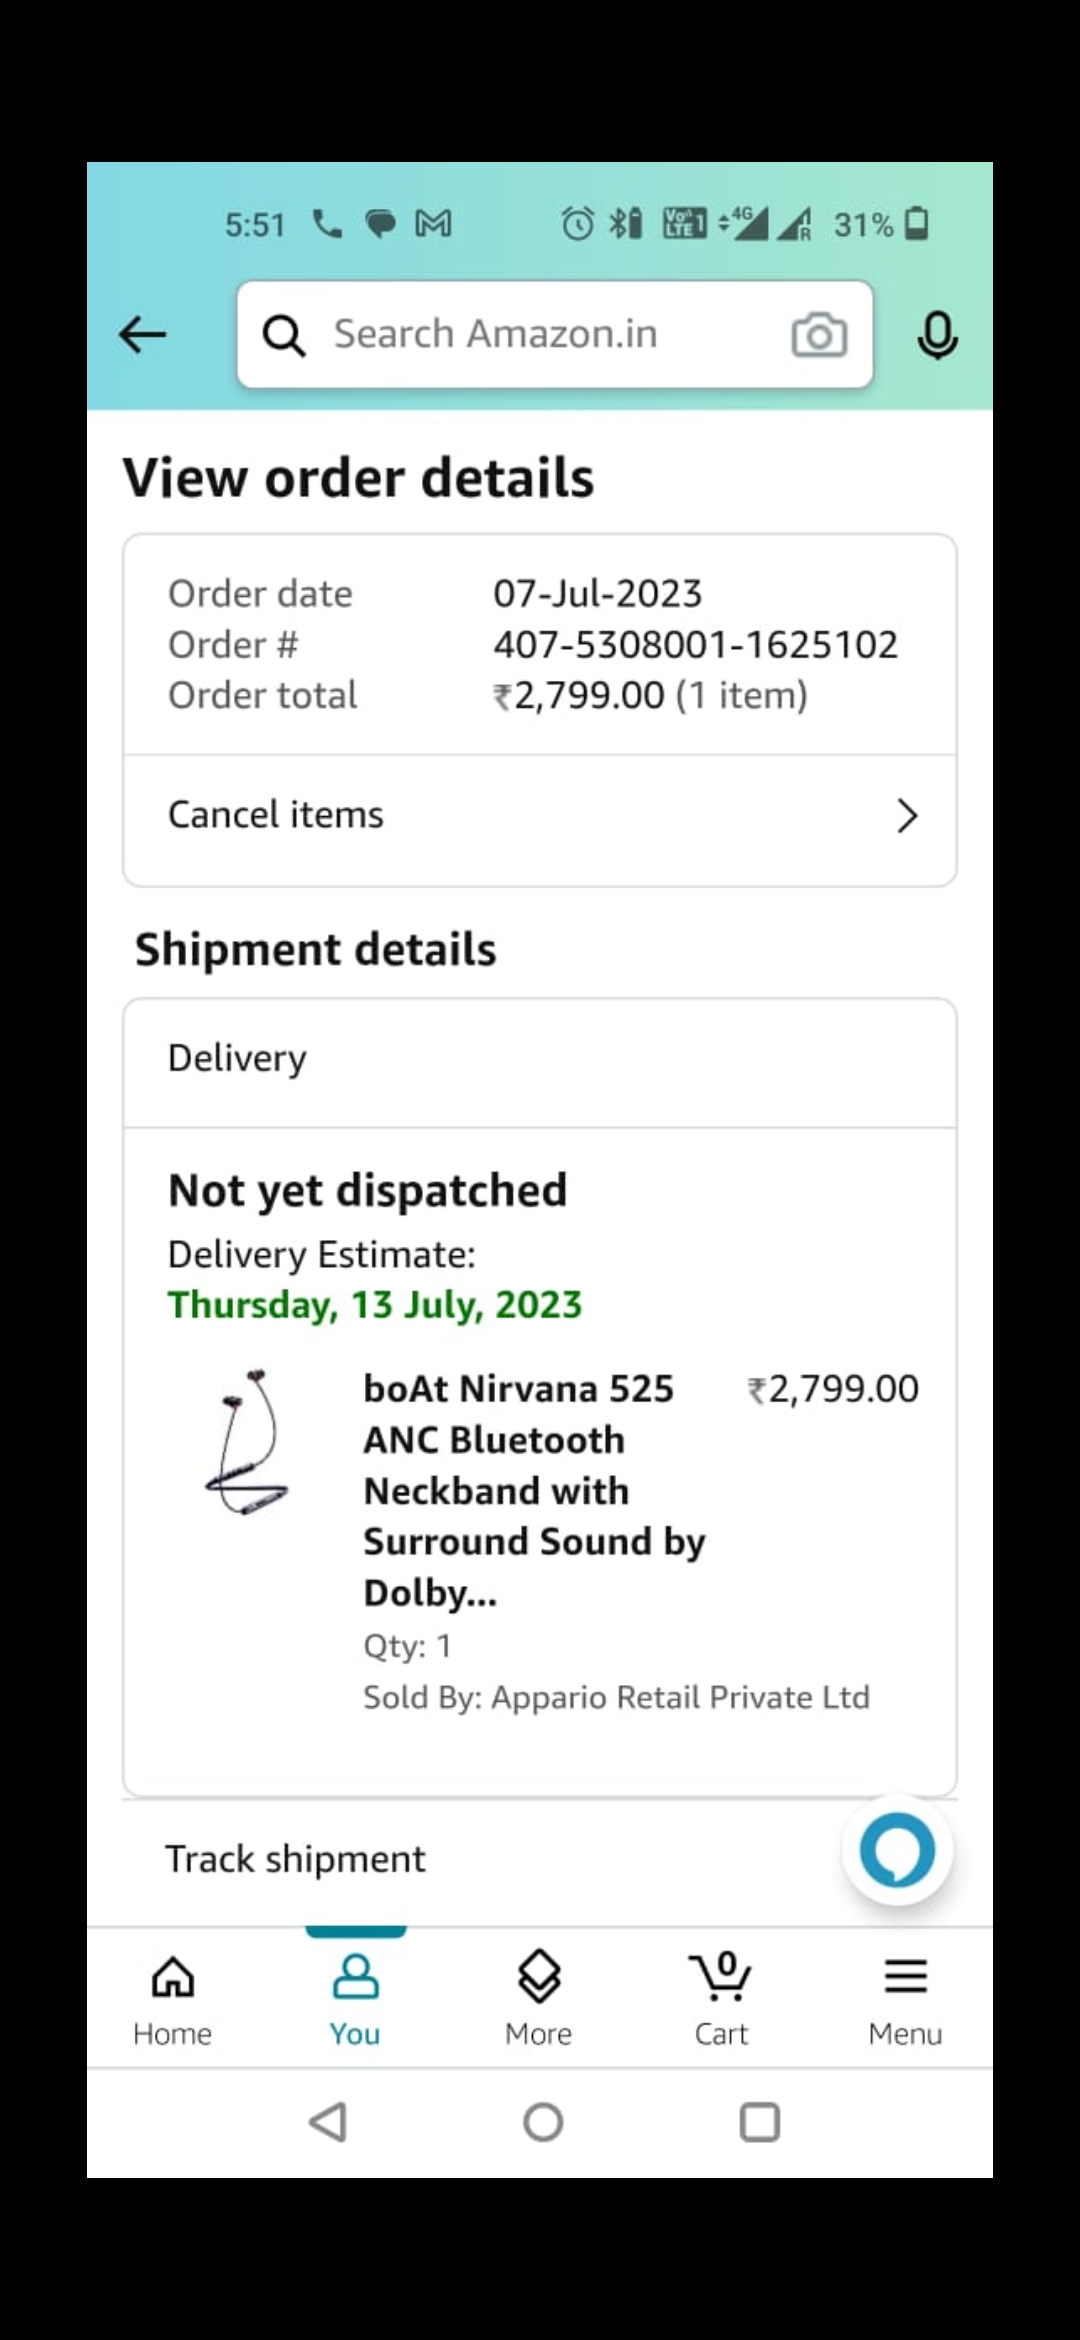 5:51 VoLTE 1 4G R 31%
Search Amazon.in
View order details
Order date 07-Jul-2023
Order # 407-5308001-1625102
Order total ₹2,799.00 (1 item)
Cancel items
Shipment details
Delivery
Not yet dispatched
Delivery Estimate:
Thursday, 13 July, 2023
boAt Nirvana 525 ₹2,799.00
ANC Bluetooth
Neckband with
Surround Sound by
Dolby...
Qty: 1
Sold By: Appario Retail Private Ltd
Track shipment
0
Home You More Cart Menu